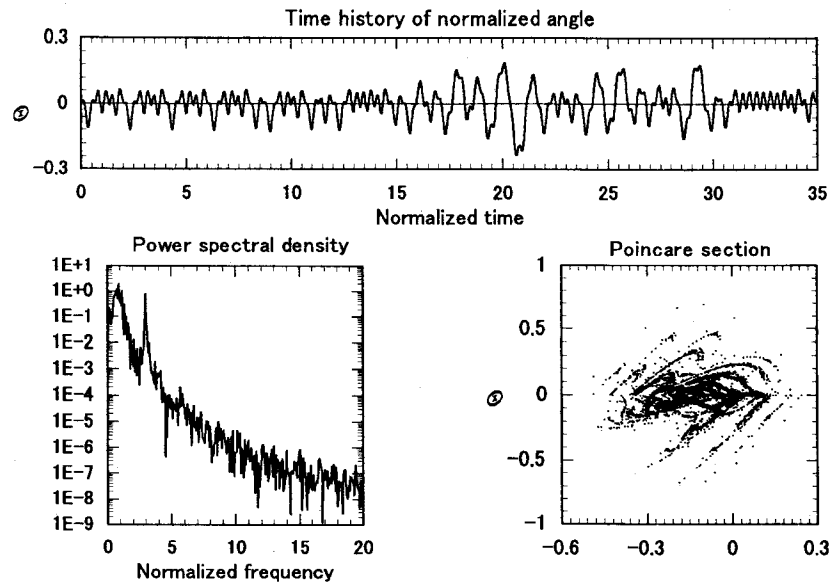 Time history of normalized angle
0.3
0
Θ
-0.3
0 5 10 15 20 25 30 35
Normalized time
Power spectral density
1E+1
1E+0
1E-1
1E-2
1E-3
1E-4
1E-5
1E-6
1E-7
1E-8
1E-9
0 5 10 15 20
Normalized frequency
Poincare section
1
0.5
0
Θ
-0.5
-1
-0.6 -0.3 0 0.3